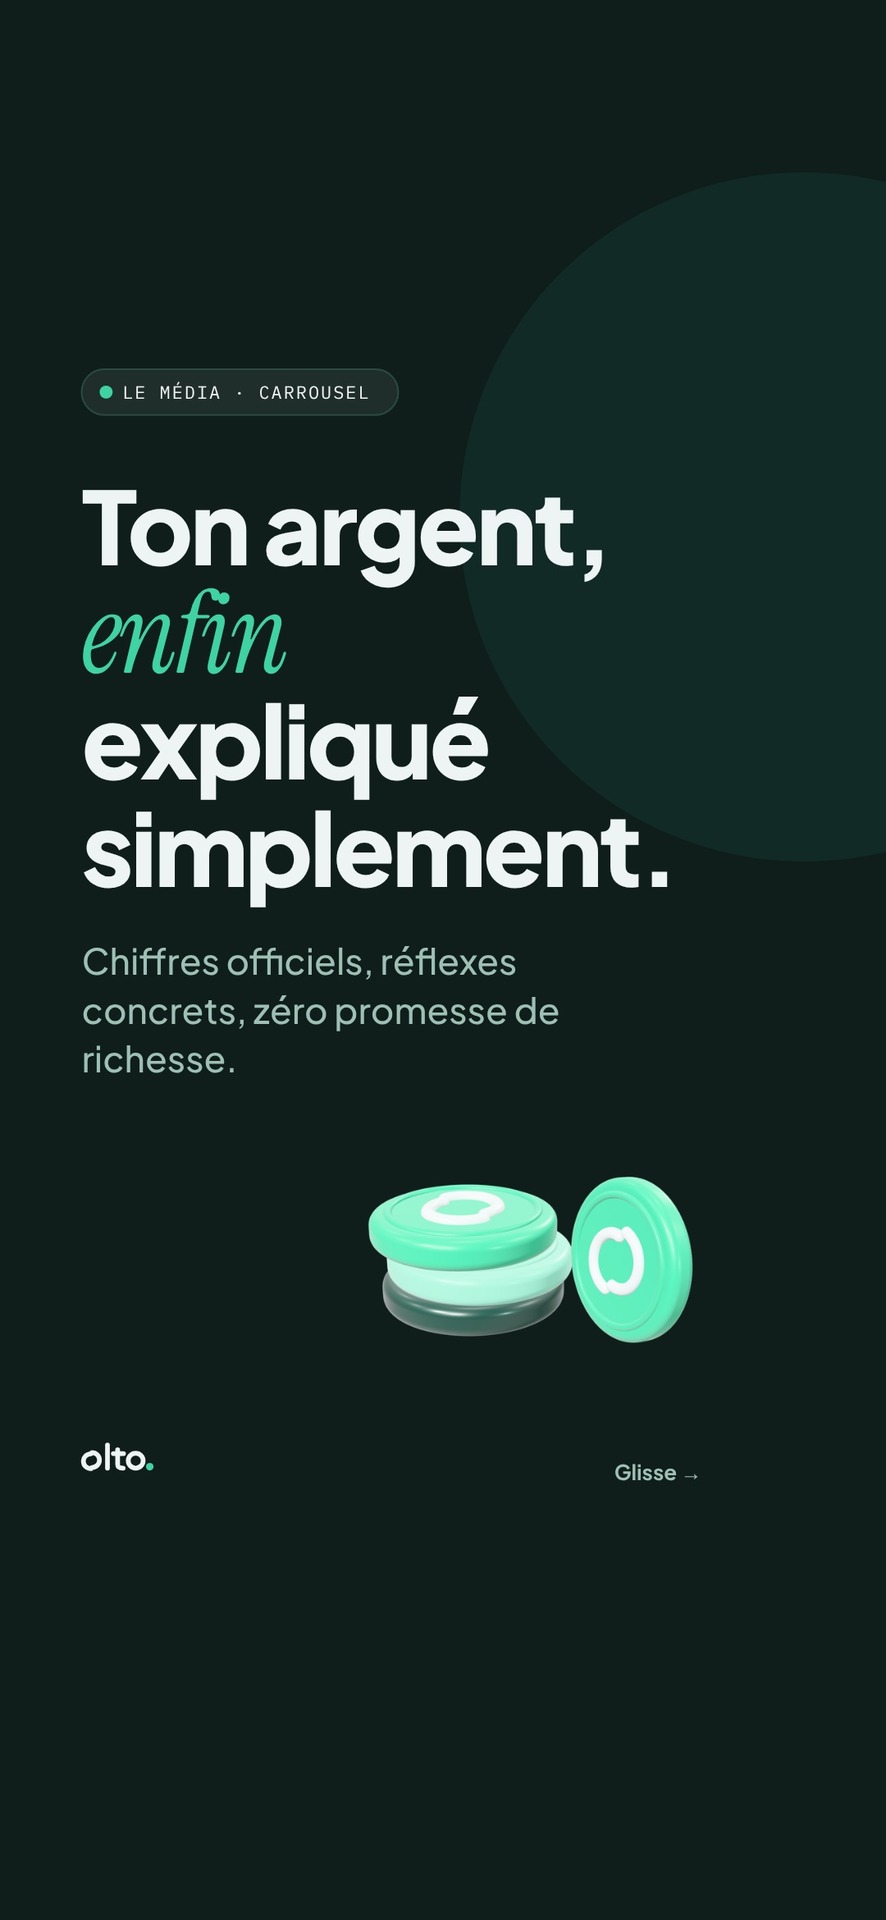 LE MÉDIA · CARROUSEL
Ton argent,
enfin
expliqué
simplement.
Chiffres officiels, réflexes
concrets, zéro promesse de
richesse.
olto.
Glisse →